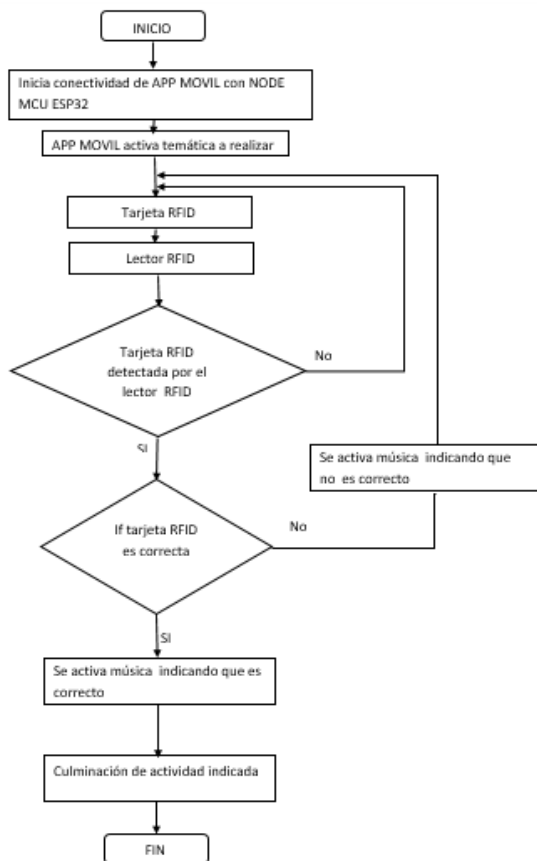 INICIO
Inicia conectividad de APP MOVIL con NODE
MCU ESP32
APP MOVIL activa temática a realizar
Tarjeta RFID
Lector RFID
Tarjeta RFID
detectada por el
lector RFID
No
SI
Se activa música indicando que
no es correcto
If tarjeta RFID
es correcta
No
SI
Se activa música indicando que es
correcto
Culminación de actividad indicada
FIN